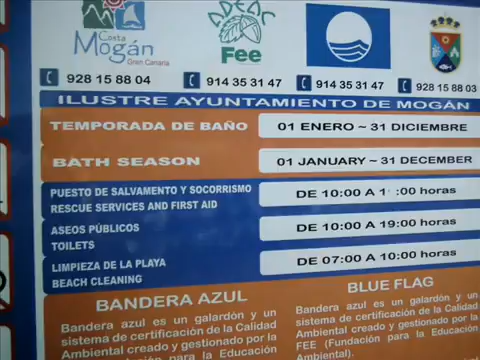 Costa
Mogán
Gran Canaria
ADEAC
Fee
928 15 88 04
914 35 31 47
914 35 31 47
928 15 88 03
ILUSTRE AYUNTAMIENTO DE MOGÁN
TEMPORADA DE BAÑO
01 ENERO ~ 31 DICIEMBRE
BATH SEASON
01 JANUARY ~ 31 DECEMBER
PUESTO DE SALVAMENTO Y SOCORRISMO
RESCUE SERVICES AND FIRST AID
DE 10:00 A 1 :00 horas
ASEOS PÚBLICOS
TOILETS
DE 10:00 A 19:00 horas
LIMPIEZA DE LA PLAYA
BEACH CLEANING
DE 07:00 A 10:00 horas
BANDERA AZUL
Bandera azul es un galardón y un
sistema de certificación de la Calidad
Ambiental creado y gestionado por la
para la Educación
BLUE FLAG
Bandera azul es un galardón y un
sistema de certificación de la Calidad
Ambiental creado y gestionado por la
FEE (Fundación para la Educación
Ambiental).